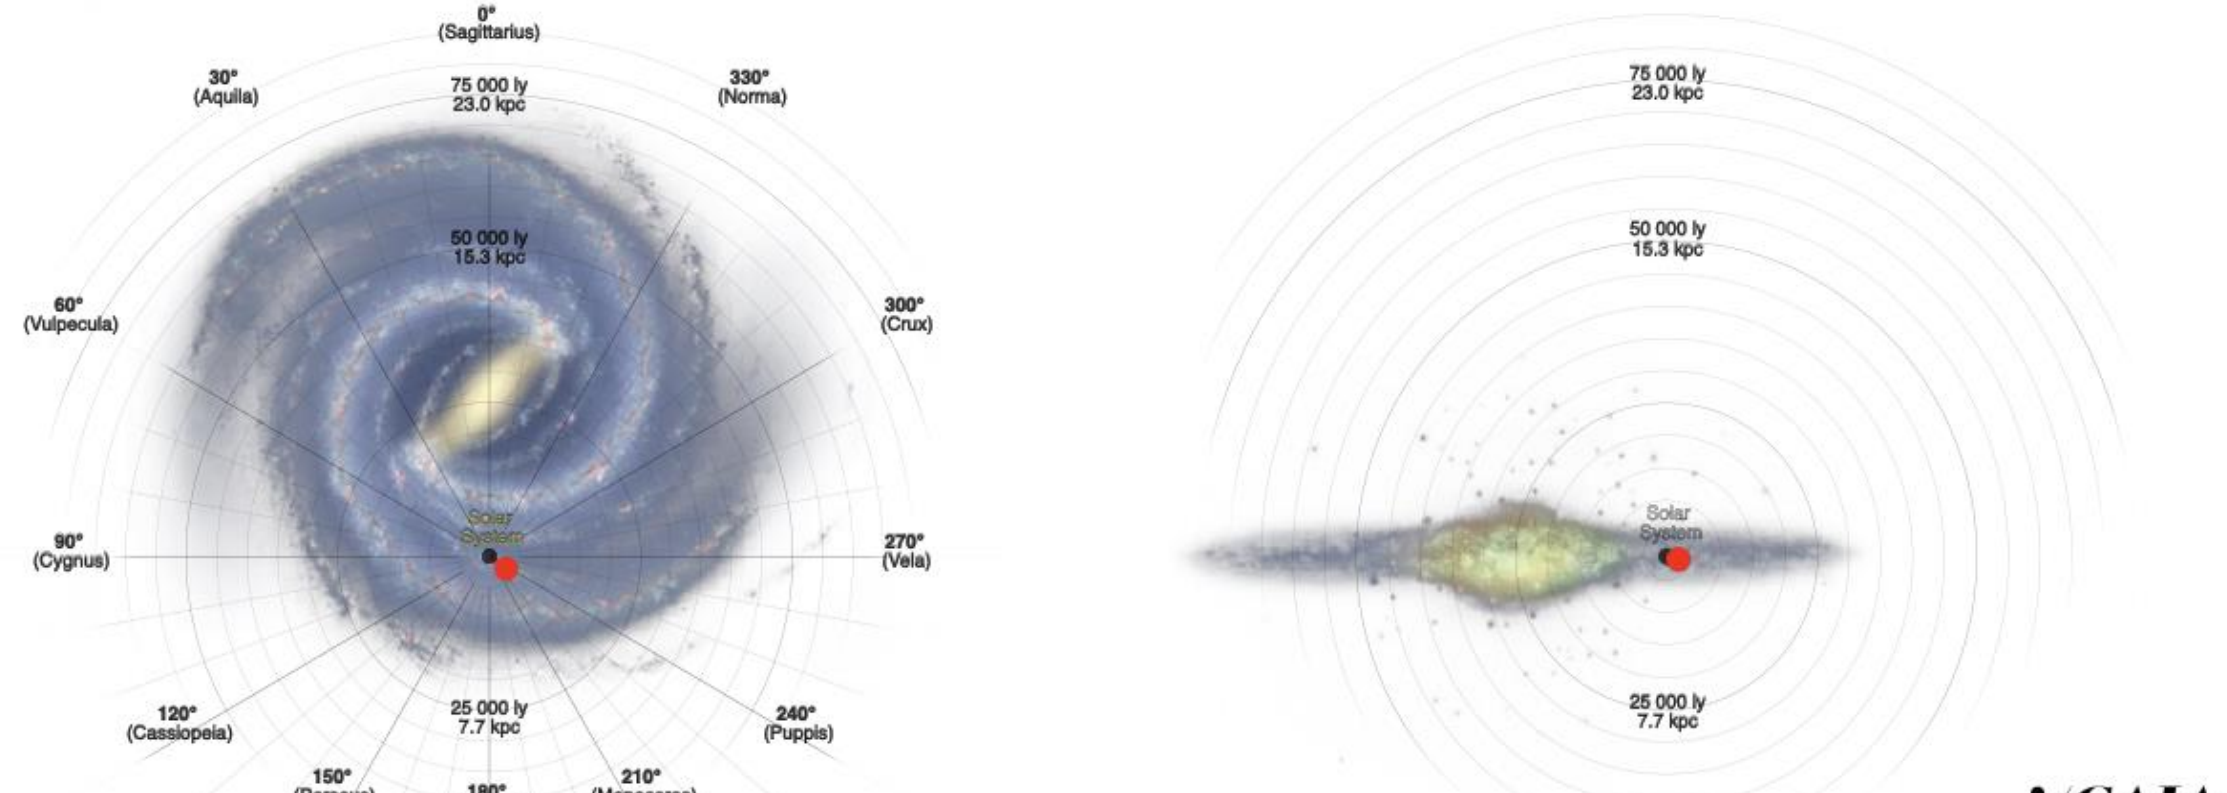 0°
(Sagittarius)
30°
(Aquila)
330°
(Norma)
75 000 ly
23.0 kpc
50 000 ly
15.3 kpc
60°
(Vulpecula)
300°
(Crux)
Solar
System
90°
(Cygnus)
270°
(Vela)
25 000 ly
7.7 kpc
120°
(Cassiopeia)
240°
(Puppis)
150°
210°
180°
75 000 ly
23.0 kpc
50 000 ly
15.3 kpc
Solar
System
25 000 ly
7.7 kpc